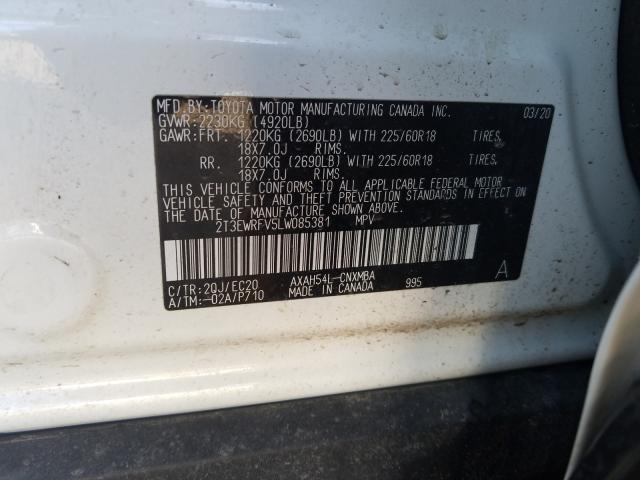 MFD.BY:TOYOTA MOTOR MANUFACTURING CANADA INC. 03/20
GVWR:2230KG (4920LB)
GAWR:FRT. 1220KG (2690LB) WITH 225/60R18 TIRES,
18X7.0J RIMS.
RR. 1220KG (2690LB) WITH 225/60R18 TIRES,
18X7.0J RIMS.
THIS VEHICLE CONFORMS TO ALL APPLICABLE FEDERAL MOTOR
VEHICLE SAFETY AND THEFT PREVENTION STANDARDS IN EFFECT ON
THE DATE OF MANUFACTURE SHOWN ABOVE.
2T3EWRFV5LW085381 MPV
C/TR:2QJ/EC20 AXAH54L-CNXMBA 995 A
A/TM:-02A/P710 MADE IN CANADA